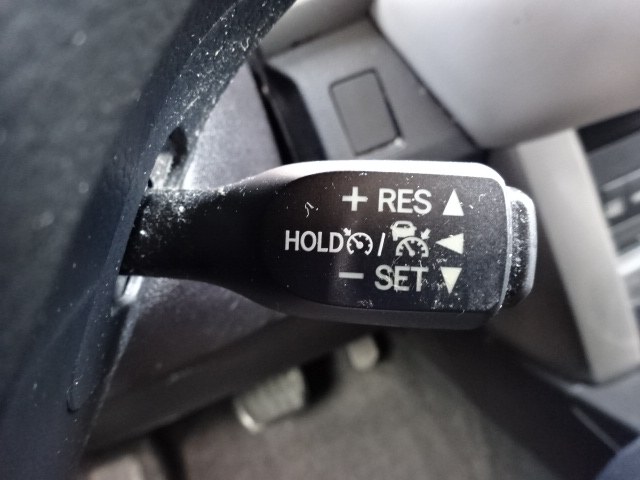 + RES ▲
HOLD / ◀
− SET ▼